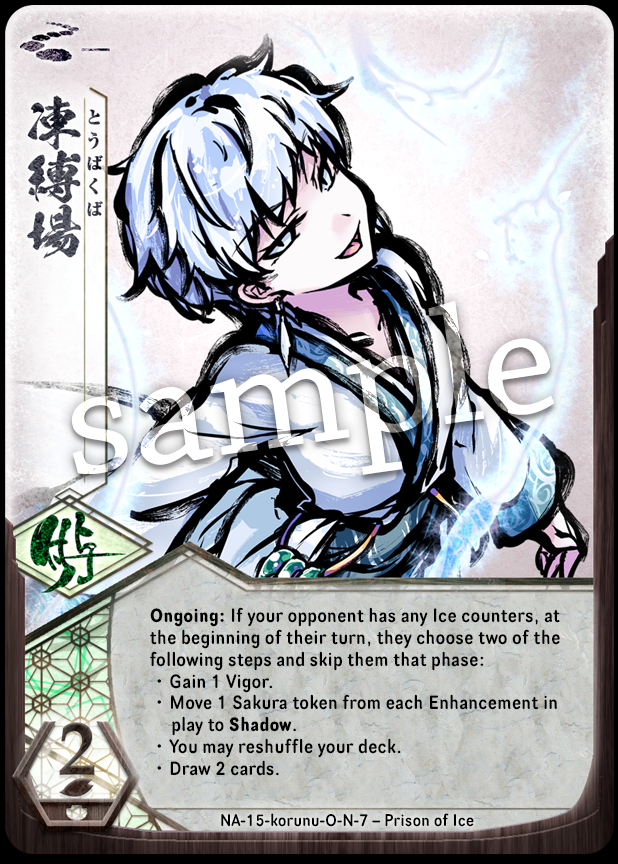 凍縛場
とうばくば
sample
Ongoing: If your opponent has any Ice counters, at
the beginning of their turn, they choose two of the
following steps and skip them that phase:
・Gain 1 Vigor.
・Move 1 Sakura token from each Enhancement in
play to Shadow.
・You may reshuffle your deck.
・Draw 2 cards.
2
NA-15-korunu-O-N-7 – Prison of Ice